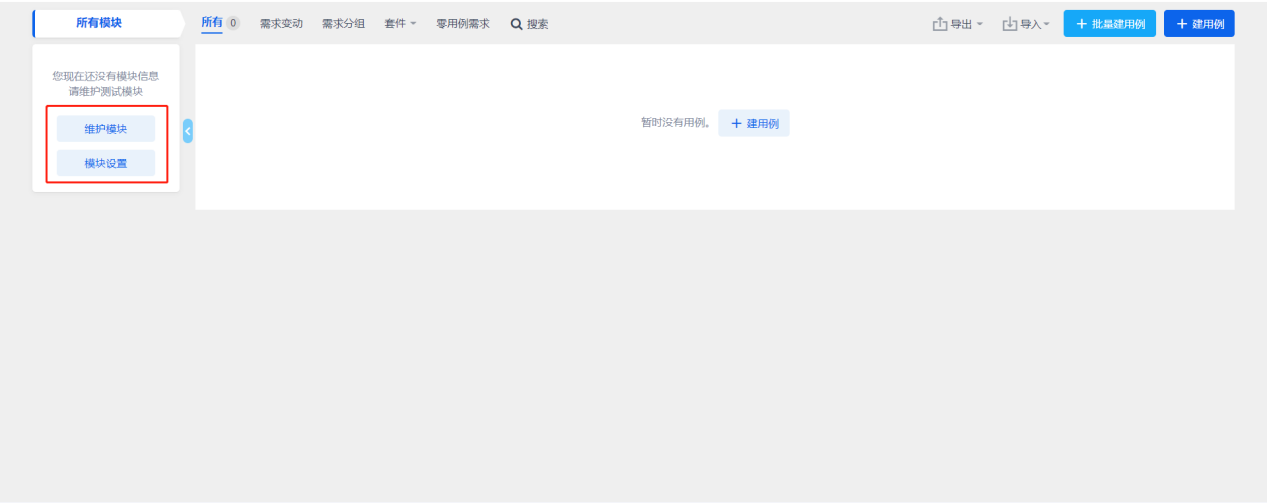 所有模块
所有 0 需求变动 需求分组 套件 零用例需求 搜索 导出 导入 + 批量建用例 + 建用例
您现在还没有模块信息
请维护测试模块
维护模块
模块设置
暂时没有用例。 + 建用例